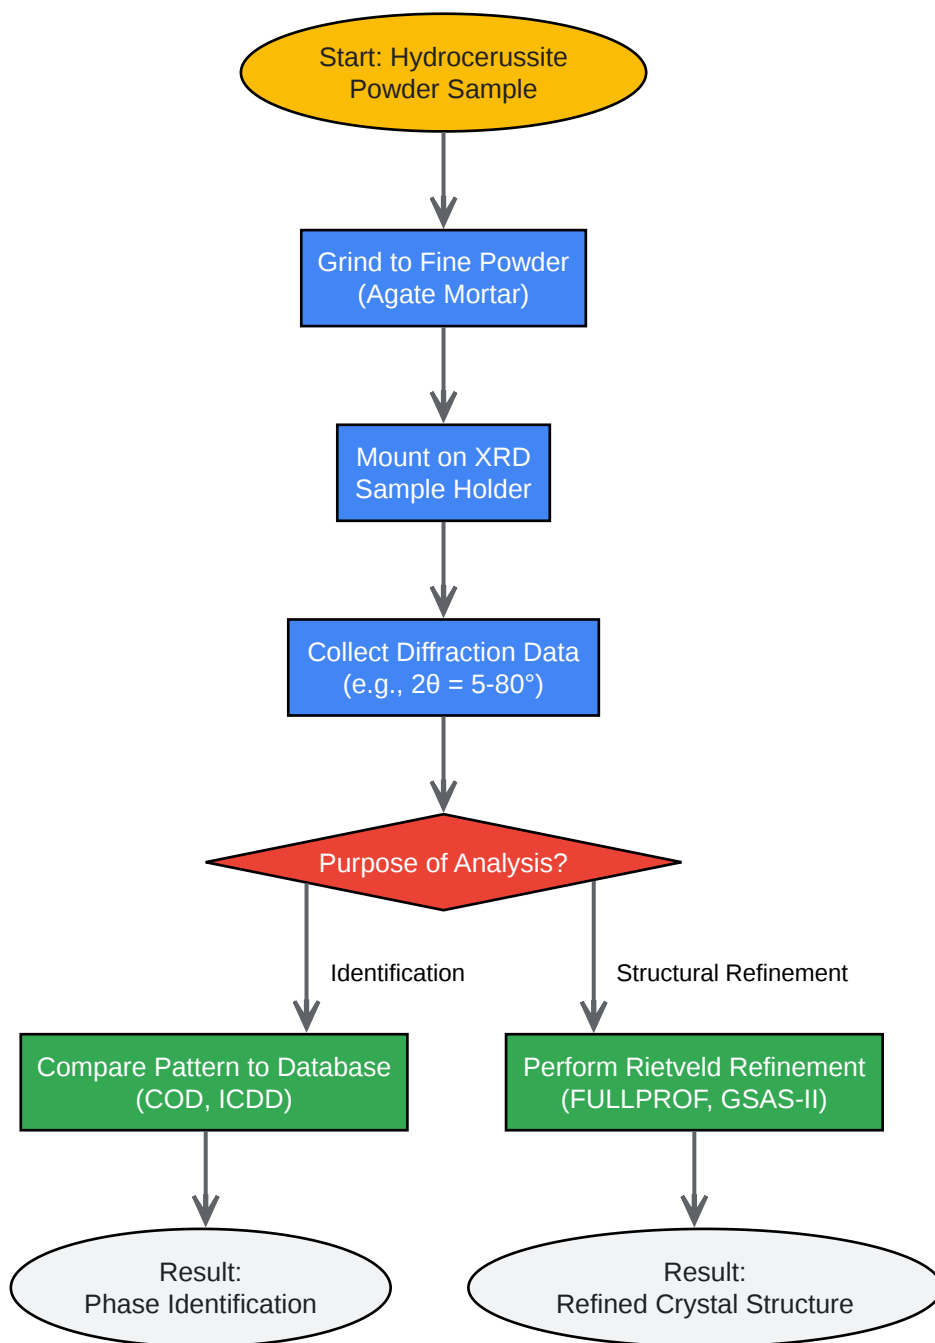 Start: Hydrocerussite
Powder Sample
Grind to Fine Powder
(Agate Mortar)
Mount on XRD
Sample Holder
Collect Diffraction Data
(e.g., 2θ = 5-80°)
Purpose of Analysis?
Identification
Structural Refinement
Compare Pattern to Database
(COD, ICDD)
Perform Rietveld Refinement
(FULLPROF, GSAS-II)
Result:
Phase Identification
Result:
Refined Crystal Structure